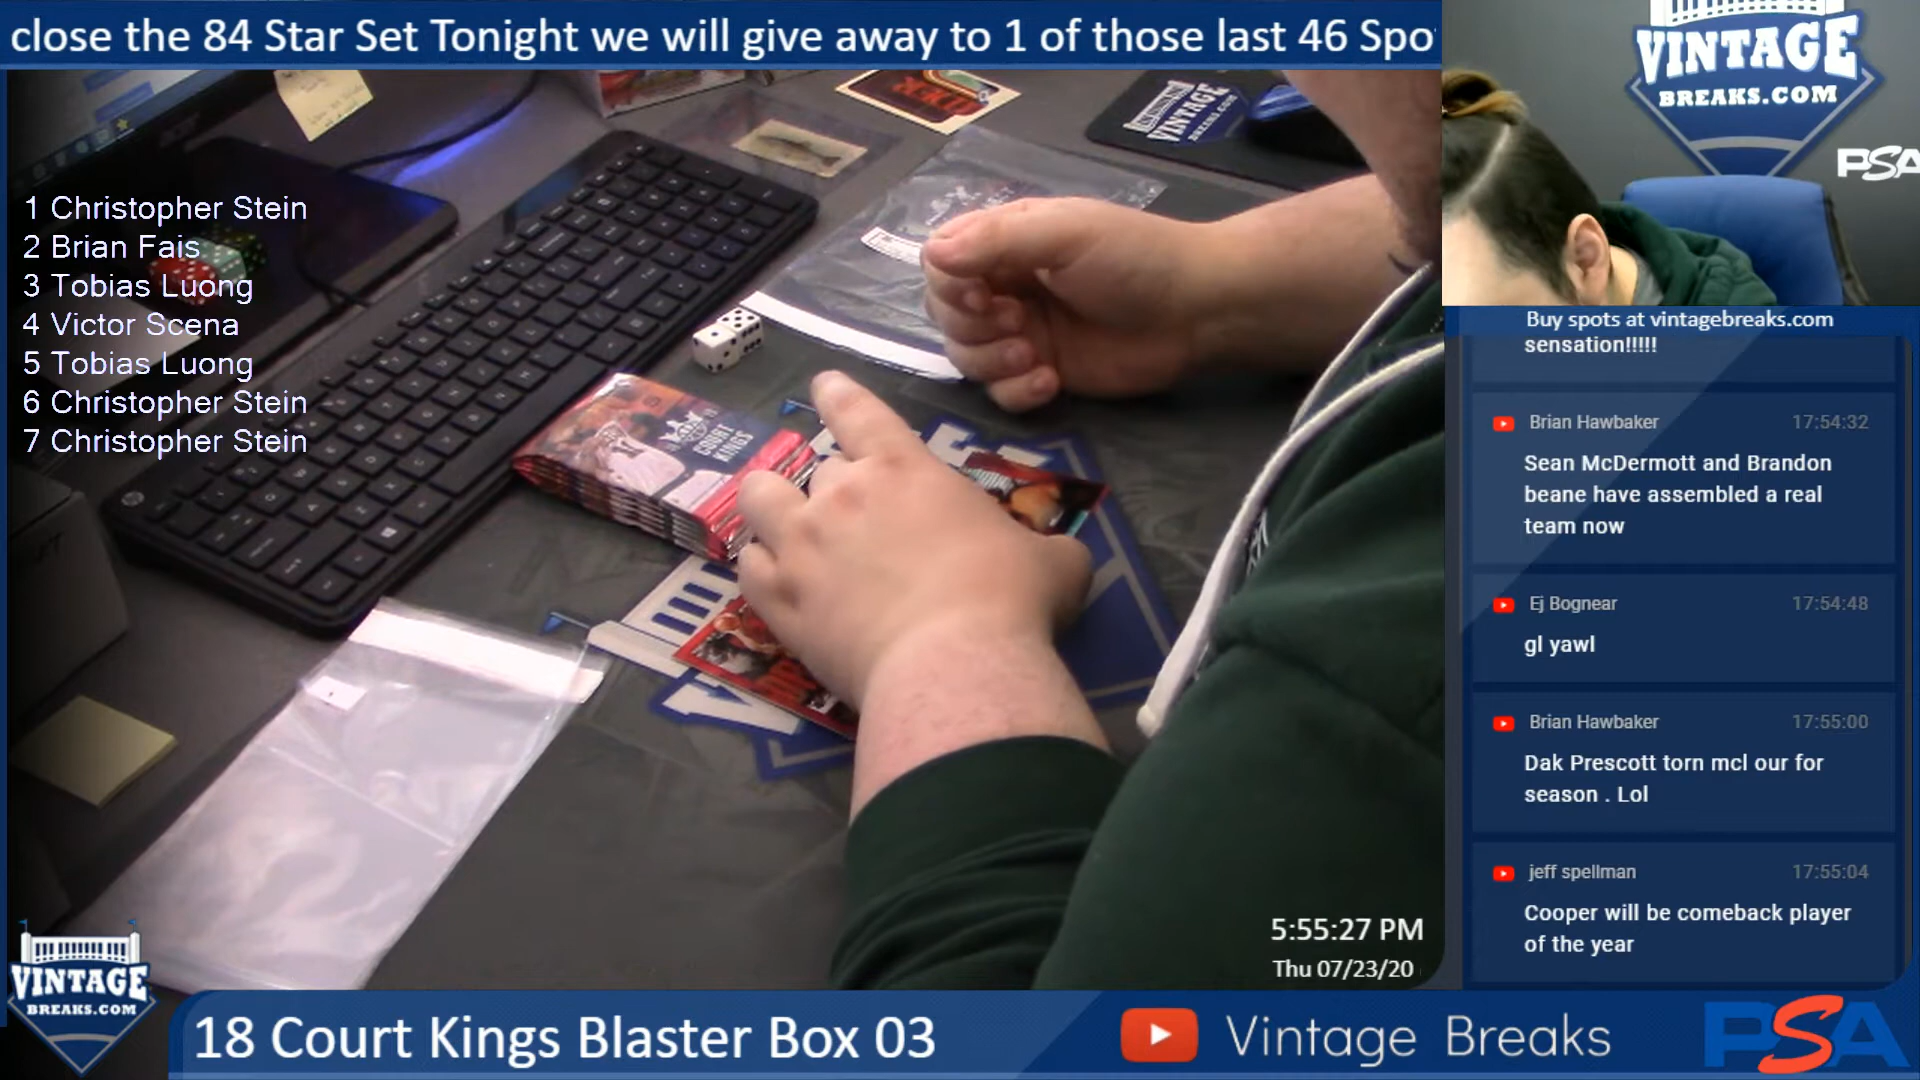 close the 84 Star Set Tonight we will give away to 1 of those last 46 Spo
VINTAGE
BREAKS.COM
PSA
1 Christopher Stein
2 Brian Fais
3 Tobias Luong
4 Victor Scena
5 Tobias Luong
6 Christopher Stein
7 Christopher Stein
VINTAGE
BREAKS.COM
COURT
KINGS
Buy spots at vintagebreaks.com
sensation!!!!!
Brian Hawbaker 17:54:32
Sean McDermott and Brandon
beane have assembled a real
team now
Ej Bognear 17:54:48
gl yawl
Brian Hawbaker 17:55:00
Dak Prescott torn mcl our for
season . Lol
jeff spellman 17:55:04
Cooper will be comeback player
of the year
5:55:27 PM
Thu 07/23/20
VINTAGE
BREAKS.COM
18 Court Kings Blaster Box 03
Vintage Breaks
PSA